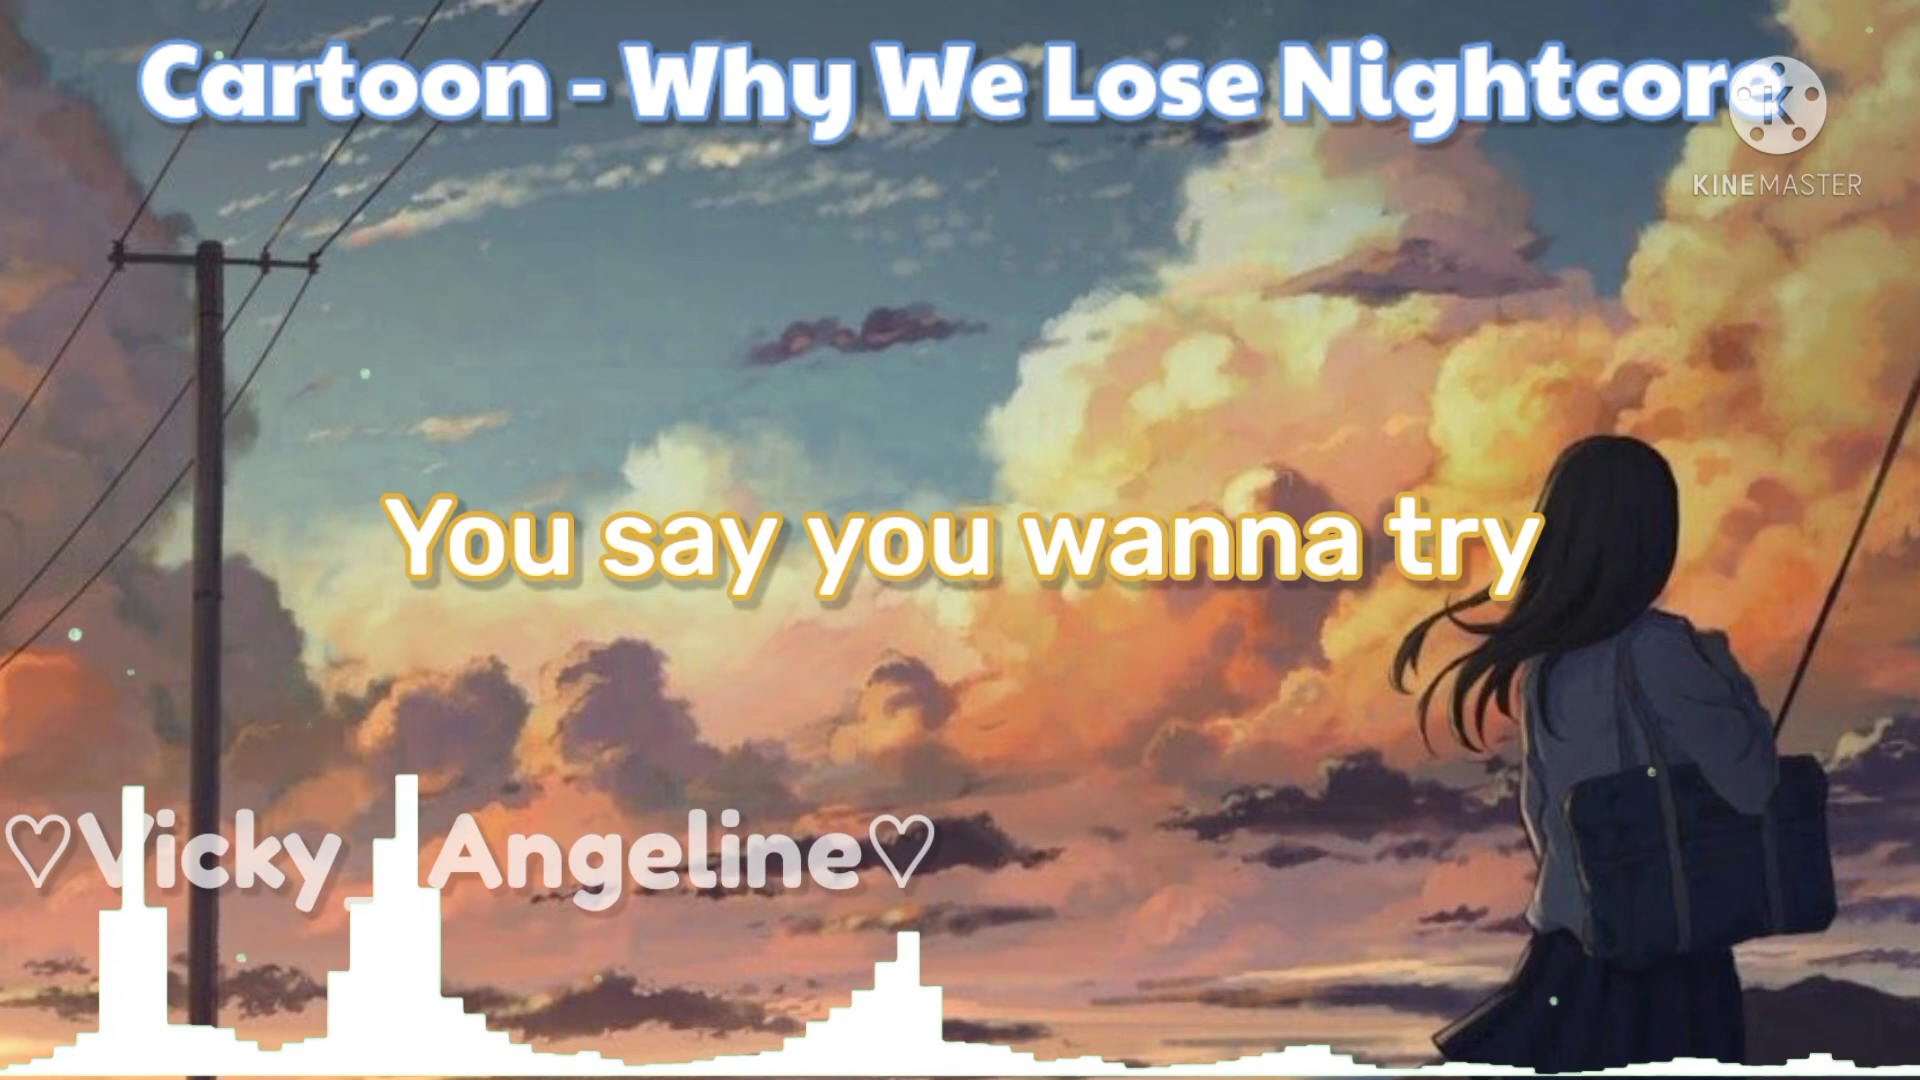 Cartoon - Why We Lose Nightcore
K
KINEMASTER
You say you wanna try
♡Vicky Angeline♡